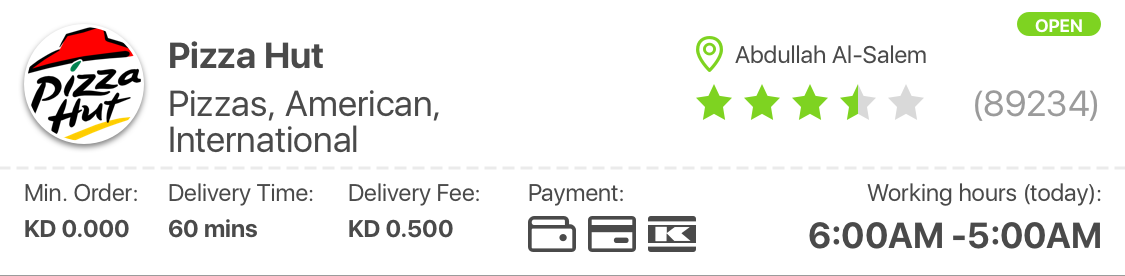 OPEN
Pizza Hut
Pizza Hut
Abdullah Al-Salem
Pizzas, American,
International
(89234)
Min. Order:
KD 0.000
Delivery Time:
60 mins
Delivery Fee:
KD 0.500
Payment:
K
Working hours (today):
6:00AM -5:00AM